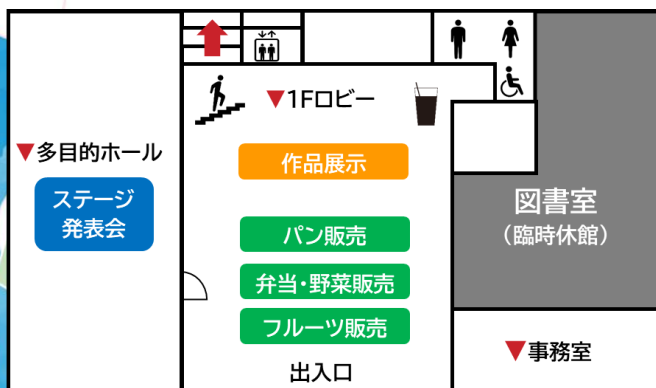 ▼1Fロビー
▼多目的ホール
ステージ
発表会
作品展示
パン販売
弁当・野菜販売
フルーツ販売
出入口
図書室
（臨時休館）
▼事務室